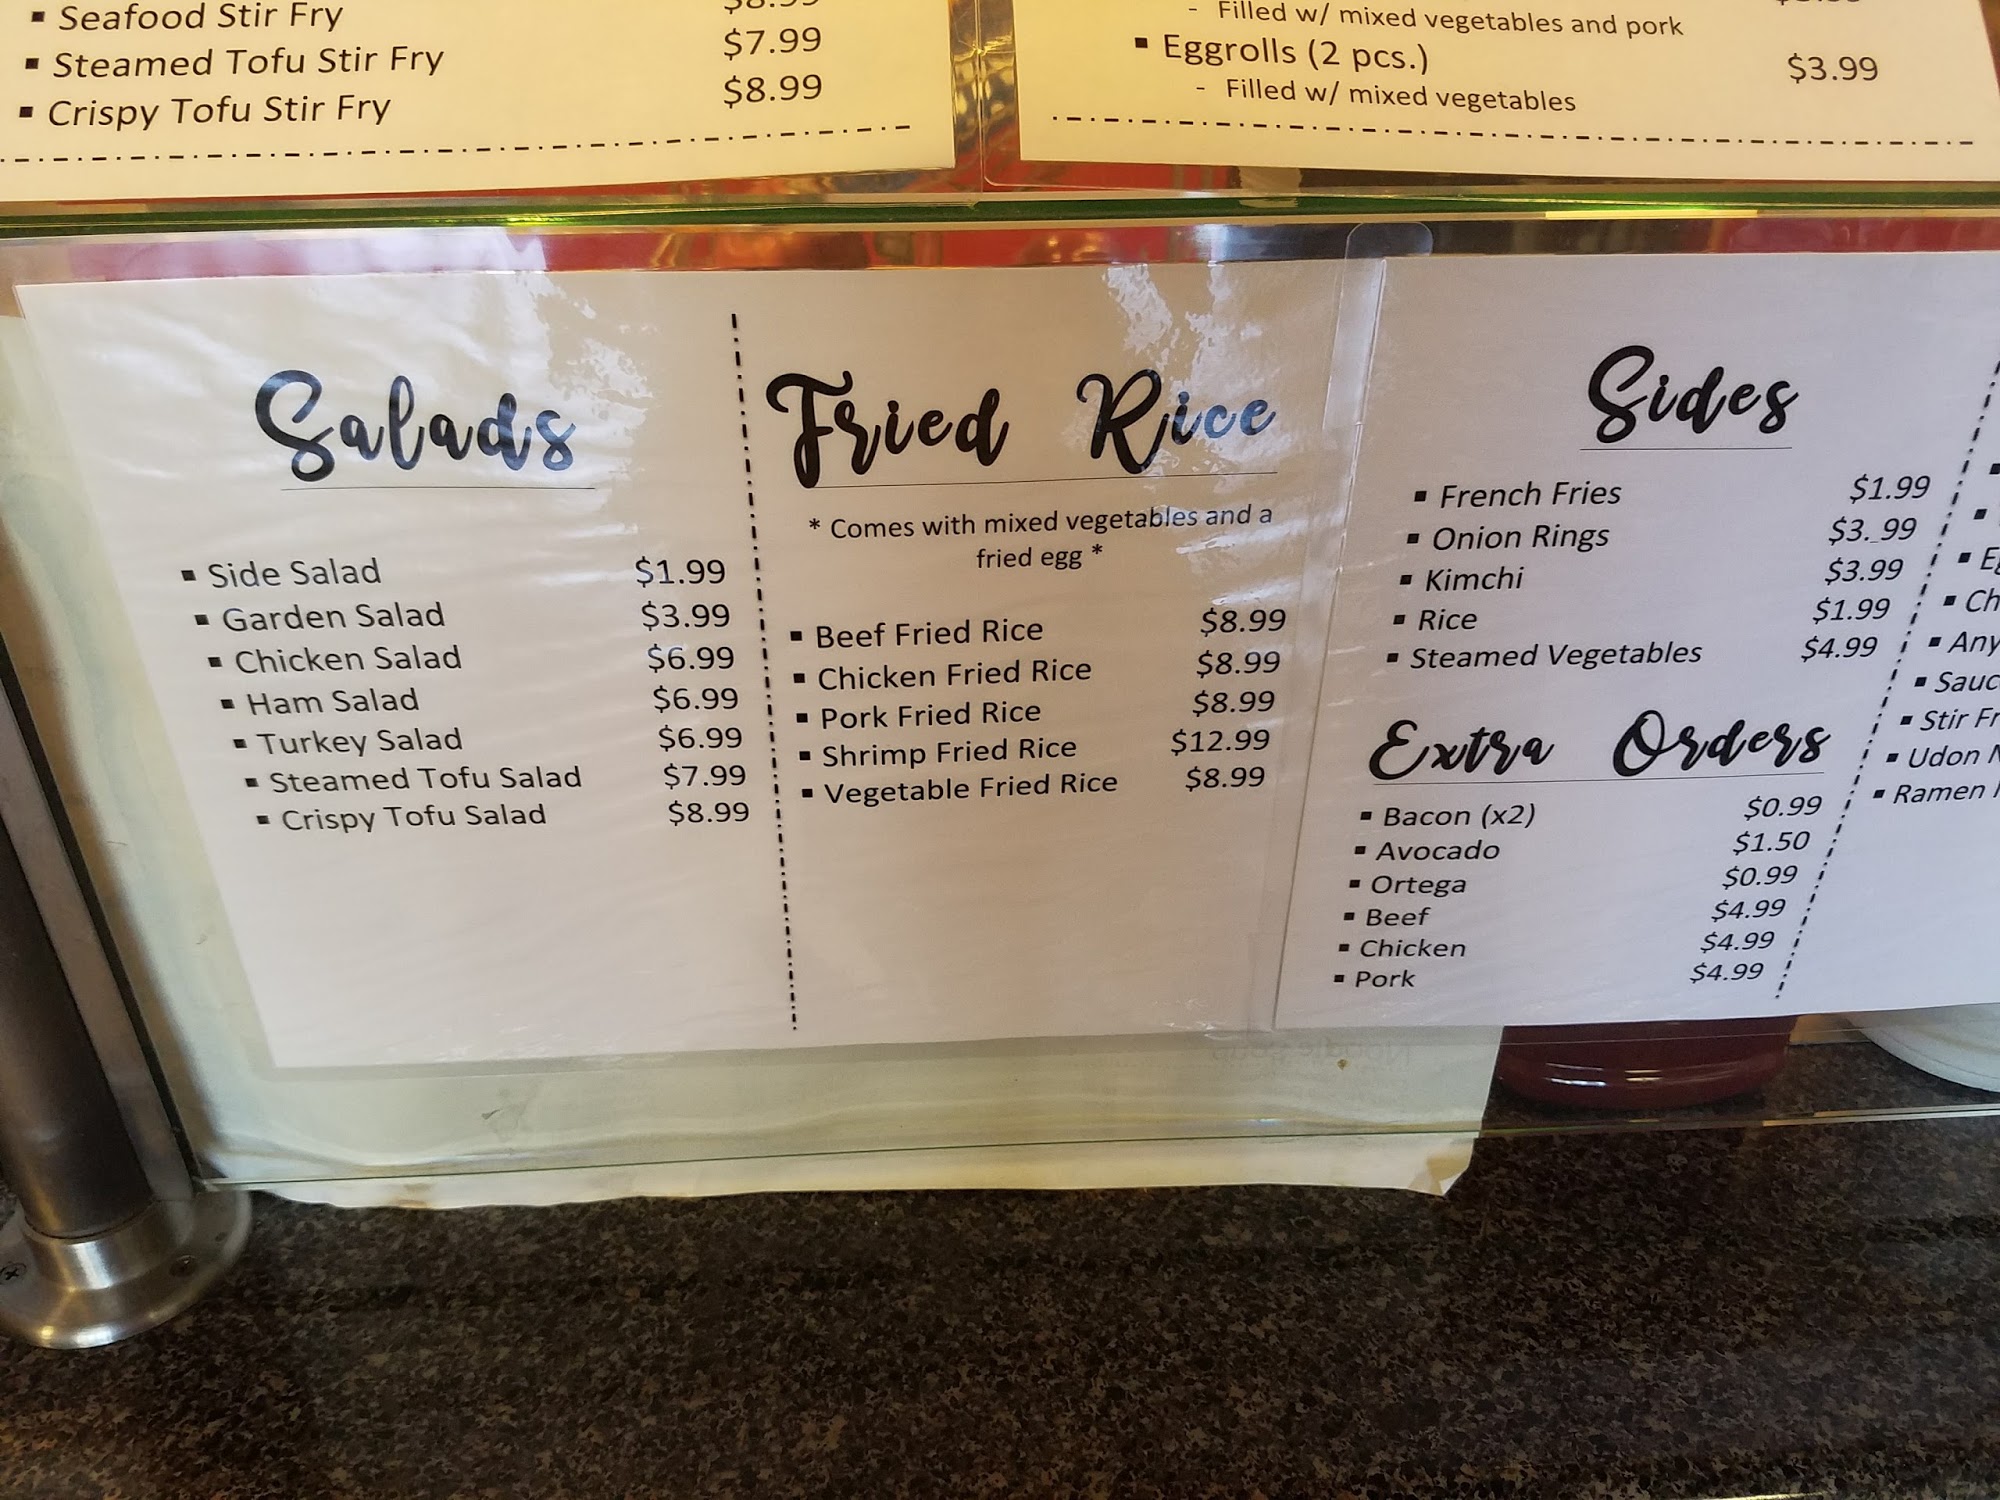 Seafood Stir Fry
Steamed Tofu Stir Fry $7.99
Crispy Tofu Stir Fry $8.99
- Filled w/ mixed vegetables and pork
Eggrolls (2 pcs.) $3.99
- Filled w/ mixed vegetables
Salads
Side Salad $1.99
Garden Salad $3.99
Chicken Salad $6.99
Ham Salad $6.99
Turkey Salad $6.99
Steamed Tofu Salad $7.99
Crispy Tofu Salad $8.99
Fried Rice
* Comes with mixed vegetables and a
fried egg *
Beef Fried Rice $8.99
Chicken Fried Rice $8.99
Pork Fried Rice $8.99
Shrimp Fried Rice $12.99
Vegetable Fried Rice $8.99
Sides
French Fries $1.99
Onion Rings $3.99
Kimchi $3.99
Rice $1.99
Steamed Vegetables $4.99
Extra Orders
Bacon (x2) $0.99
Avocado $1.50
Ortega $0.99
Beef $4.99
Chicken $4.99
Pork $4.99
Any
Stir
Udon
Ramen